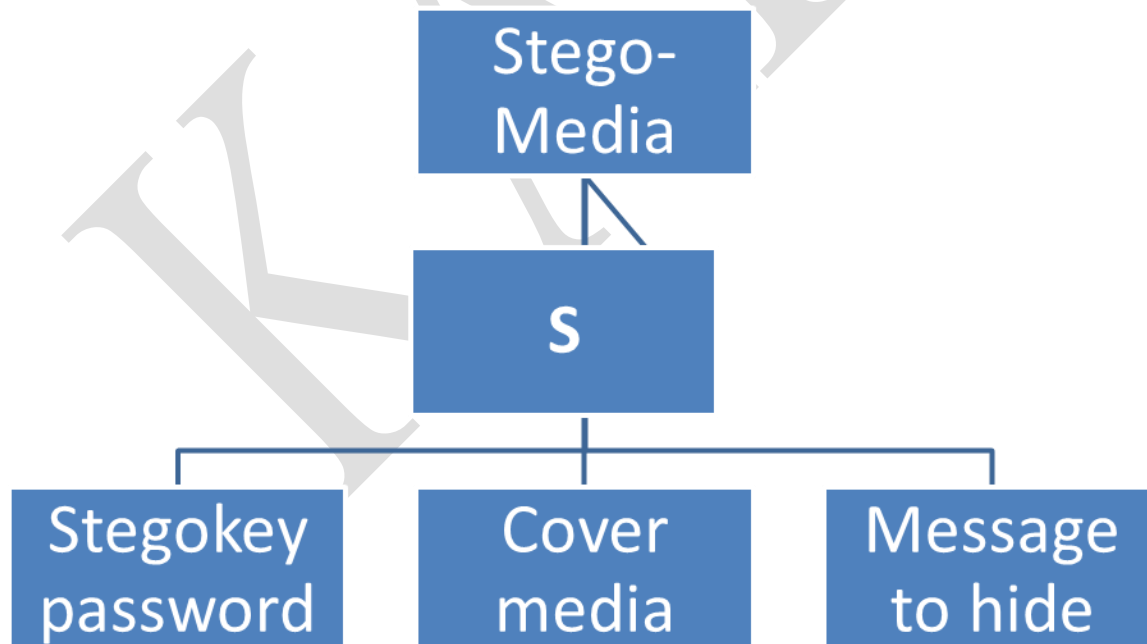 Stego-
Media
S
Stegokey
password
Cover
media
Message
to hide